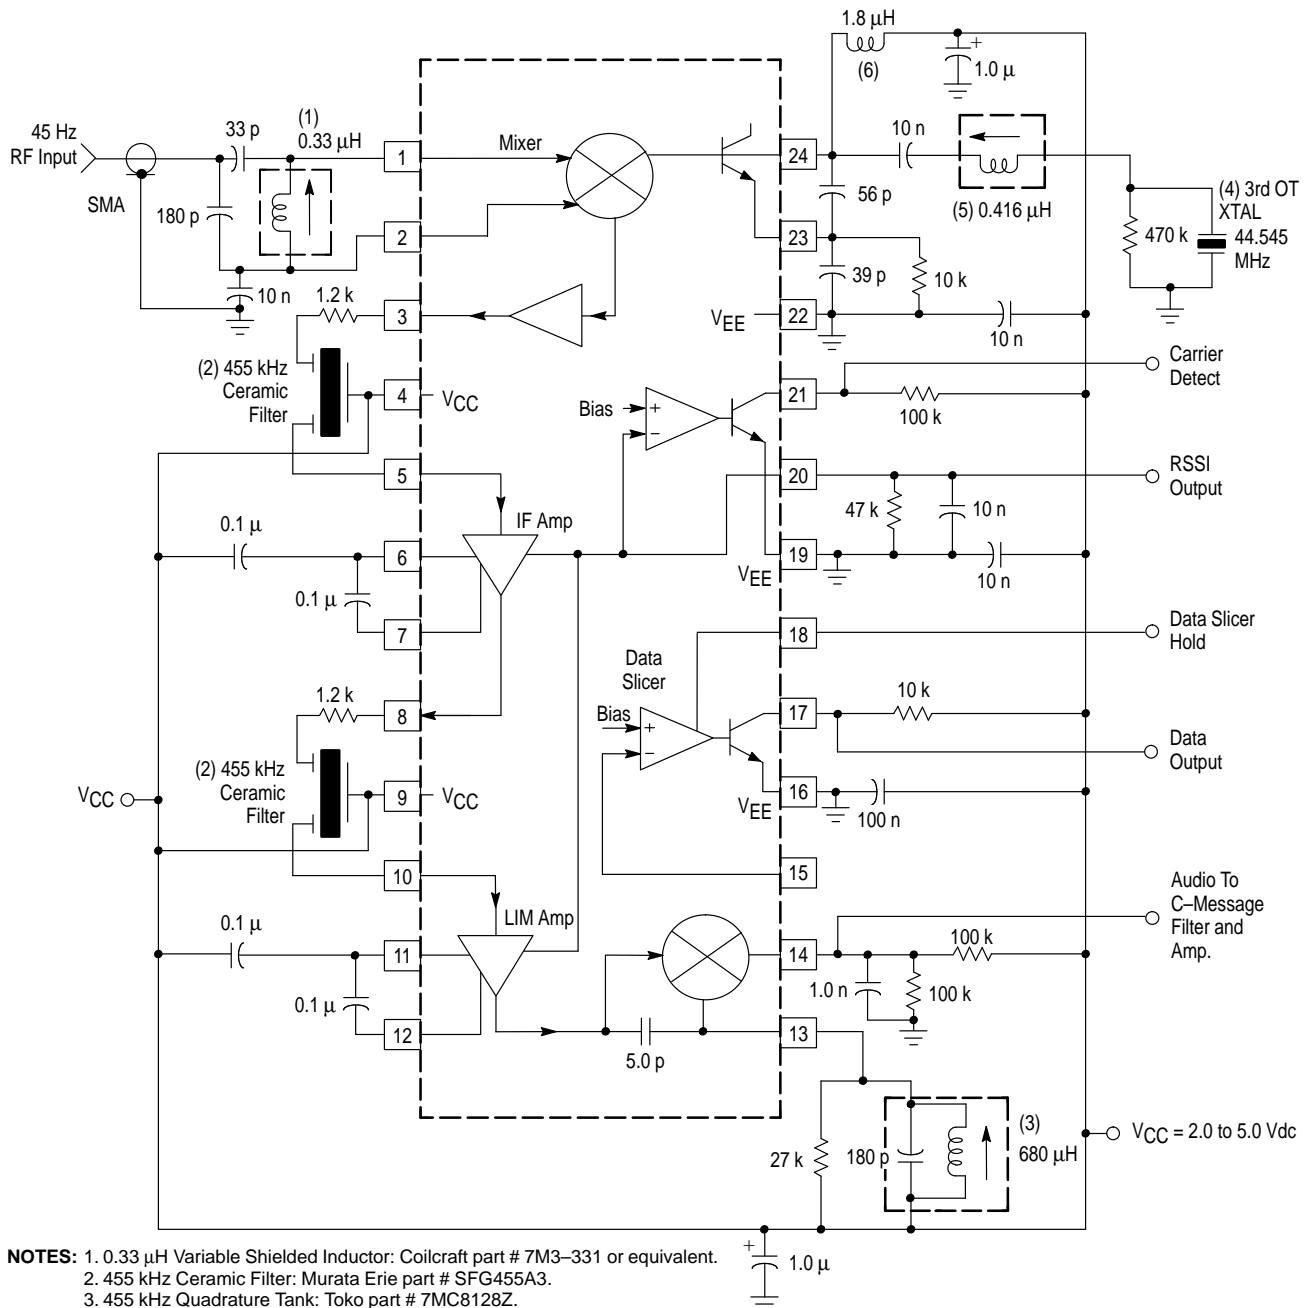 1.8 µH
(6)
+
1.0 µ
45 Hz
RF Input
SMA
33 p
(1)
0.33 µH
180 p
10 n
1
2
1.2 k
3
(2) 455 kHz
Ceramic
Filter
4
VCC
5
0.1 µ
6
0.1 µ
7
1.2 k
8
(2) 455 kHz
Ceramic
Filter
VCC
9
VCC
10
0.1 µ
11
0.1 µ
12
Mixer
Bias
+
–
IF Amp
VEE
VEE
Data
Slicer
Bias
+
–
VEE
LIM Amp
5.0 p
24
10 n
(5) 0.416 µH
(4) 3rd OT
XTAL
44.545
MHz
470 k
56 p
23
39 p
10 k
22
10 n
Carrier
Detect
21
100 k
20
RSSI
Output
47 k
10 n
19
10 n
18
Data Slicer
Hold
17
10 k
Data
Output
16
100 n
15
Audio To
C–Message
Filter and
Amp.
14
100 k
1.0 n
100 k
13
27 k
180 p
(3)
680 µH
VCC = 2.0 to 5.0 Vdc
+
1.0 µ
NOTES: 1. 0.33 µH Variable Shielded Inductor: Coilcraft part # 7M3–331 or equivalent.
2. 455 kHz Ceramic Filter: Murata Erie part # SFG455A3.
3. 455 kHz Quadrature Tank: Toko part # 7MC8128Z.